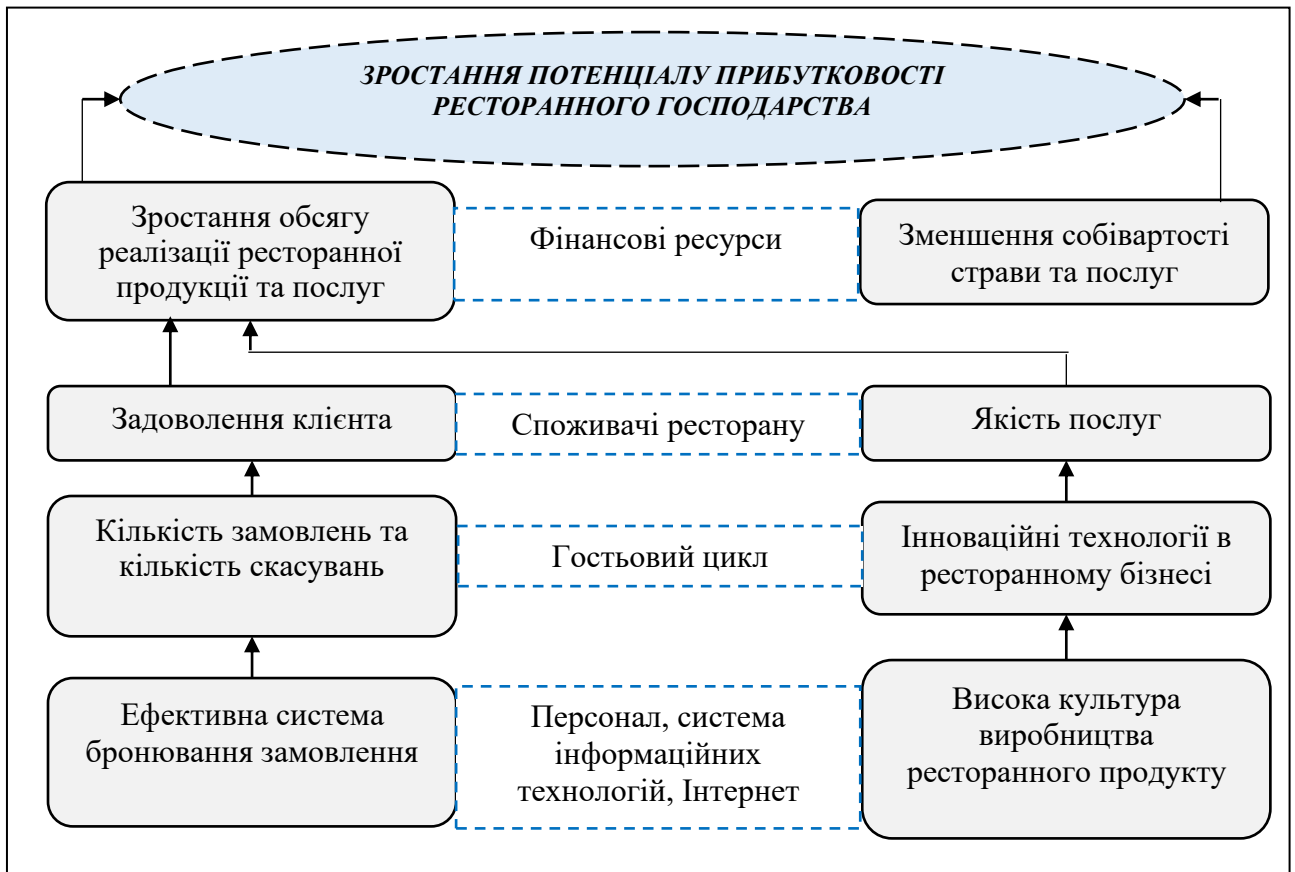 ЗРОСТАННЯ ПОТЕНЦІАЛУ ПРИБУТКОВОСТІ
РЕСТОРАННОГО ГОСПОДАРСТВА
Зростання обсягу
реалізації ресторанної
продукції та послуг
Фінансові ресурси
Зменшення собівартості
страви та послуг
Задоволення клієнта
Споживачі ресторану
Якість послуг
Кількість замовлень та
кількість скасувань
Гостьовий цикл
Інноваційні технології в
ресторанному бізнесі
Ефективна система
бронювання замовлення
Персонал, система
інформаційних
технологій, Інтернет
Висока культура
виробництва
ресторанного продукту